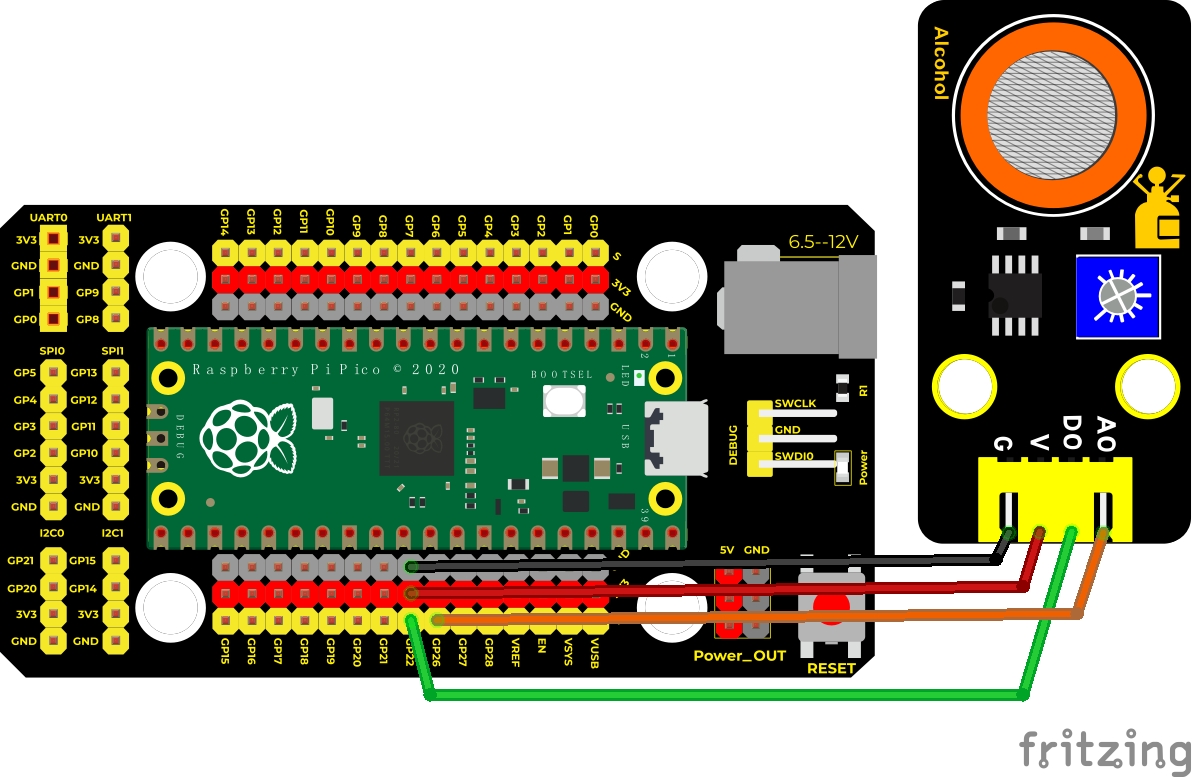 Alcohol
UART0 UART1
3V3 3V3
GND GND
GP1 GP9
GP0 GP8
SPI0 SPI1
GP5 GP13
GP4 GP12
GP3 GP11
GP2 GP10
3V3 3V3
GND GND
I2C0 I2C1
GP21 GP15
GP20 GP14
3V3 3V3
GND GND
GP14 GP13 GP12 GP11 GP10 GP9 GP8 GP7 GP6 GP5 GP4 GP3 GP2 GP1 GP0
S
3V3
GND
6.5--12V
Raspberry Pi Pico © 2020
BOOTSEL
LED
2
1
DEBUG
USB
39
DEBUG
SWCLK
GND
SWDI0
R1
Power
G V DO AO
5V GND
GP15 GP16 GP17 GP18 GP19 GP20 GP21 GP22 GP26 GP27 GP28 VREF EN VSYS VUSB
Power_OUT
RESET
fritzing